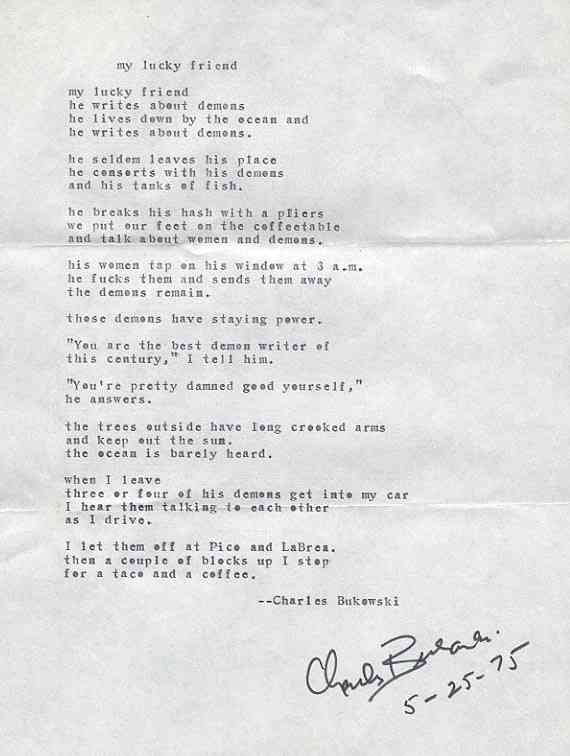 my lucky friend
my lucky friend
he writes about demons
he lives down by the ocean and
he writes about demons.
he seldom leaves his place
he consorts with his demons
and his tanks of fish.
he breaks his hash with a pliers
we put our feet on the coffeetable
and talk about women and demons.
his women tap on his window at 3 a.m.
he fucks them and sends them away
the demons remain.
those demons have staying power.
"You are the best demon writer of
this century," I tell him.
"You're pretty damned good yourself,"
he answers.
the trees outside have long crooked arms
and keep out the sun.
the ocean is barely heard.
when I leave
three or four of his demons get into my car
I hear them talking to each other
as I drive.
I let them off at Pico and LaBrea.
then a couple of blocks up I stop
for a taco and a coffee.
--Charles Bukowski
Charles Bukowski.
5-25-75